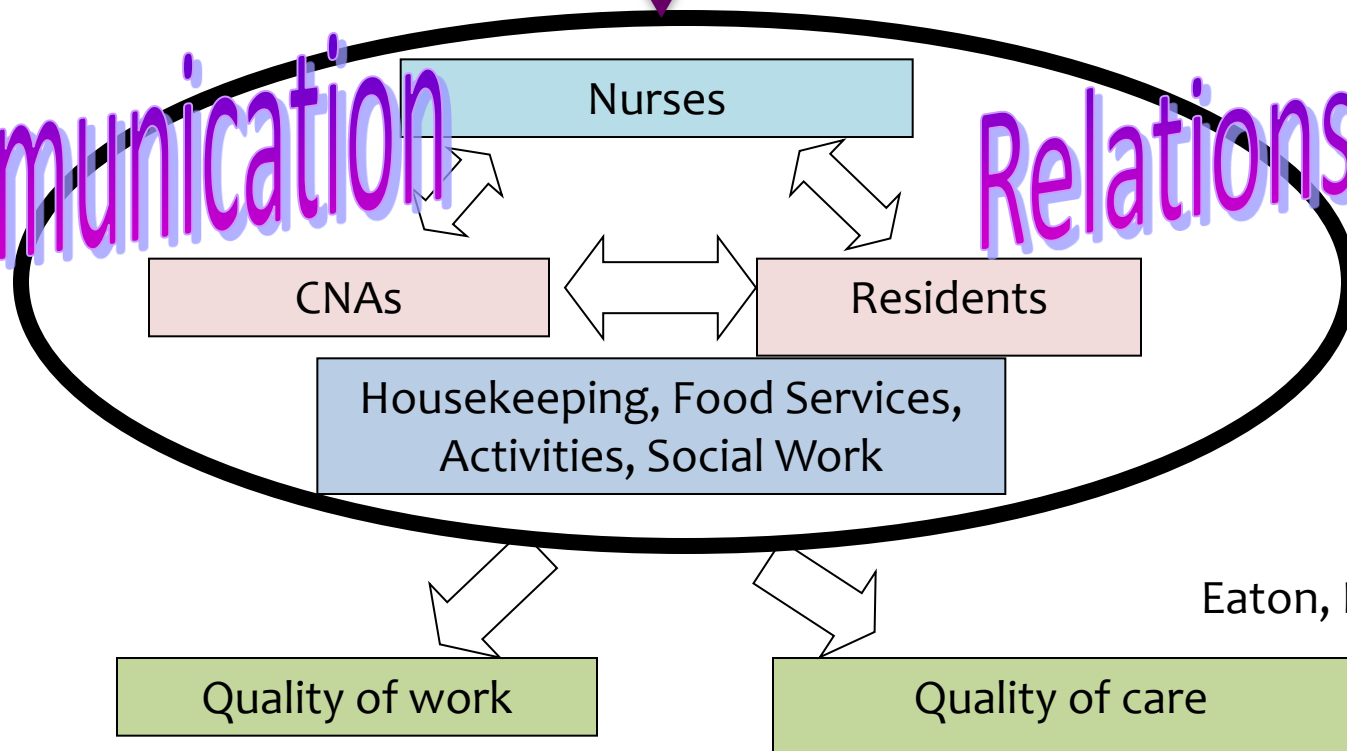 munication
Nurses
Relations
CNAs
Residents
Housekeeping, Food Services,
Activities, Social Work
Eaton,
Quality of work
Quality of care